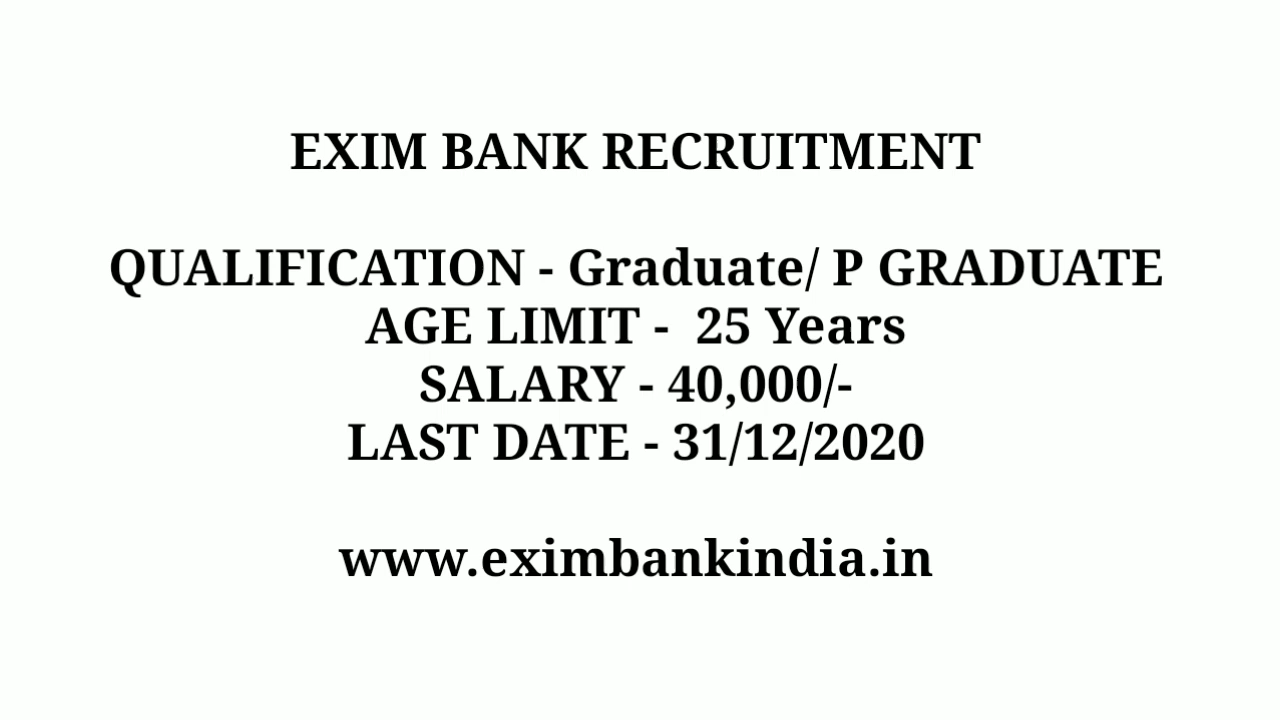 EXIM BANK RECRUITMENT
QUALIFICATION - Graduate/ P GRADUATE
AGE LIMIT -  25 Years
SALARY - 40,000/-
LAST DATE - 31/12/2020
www.eximbankindia.in